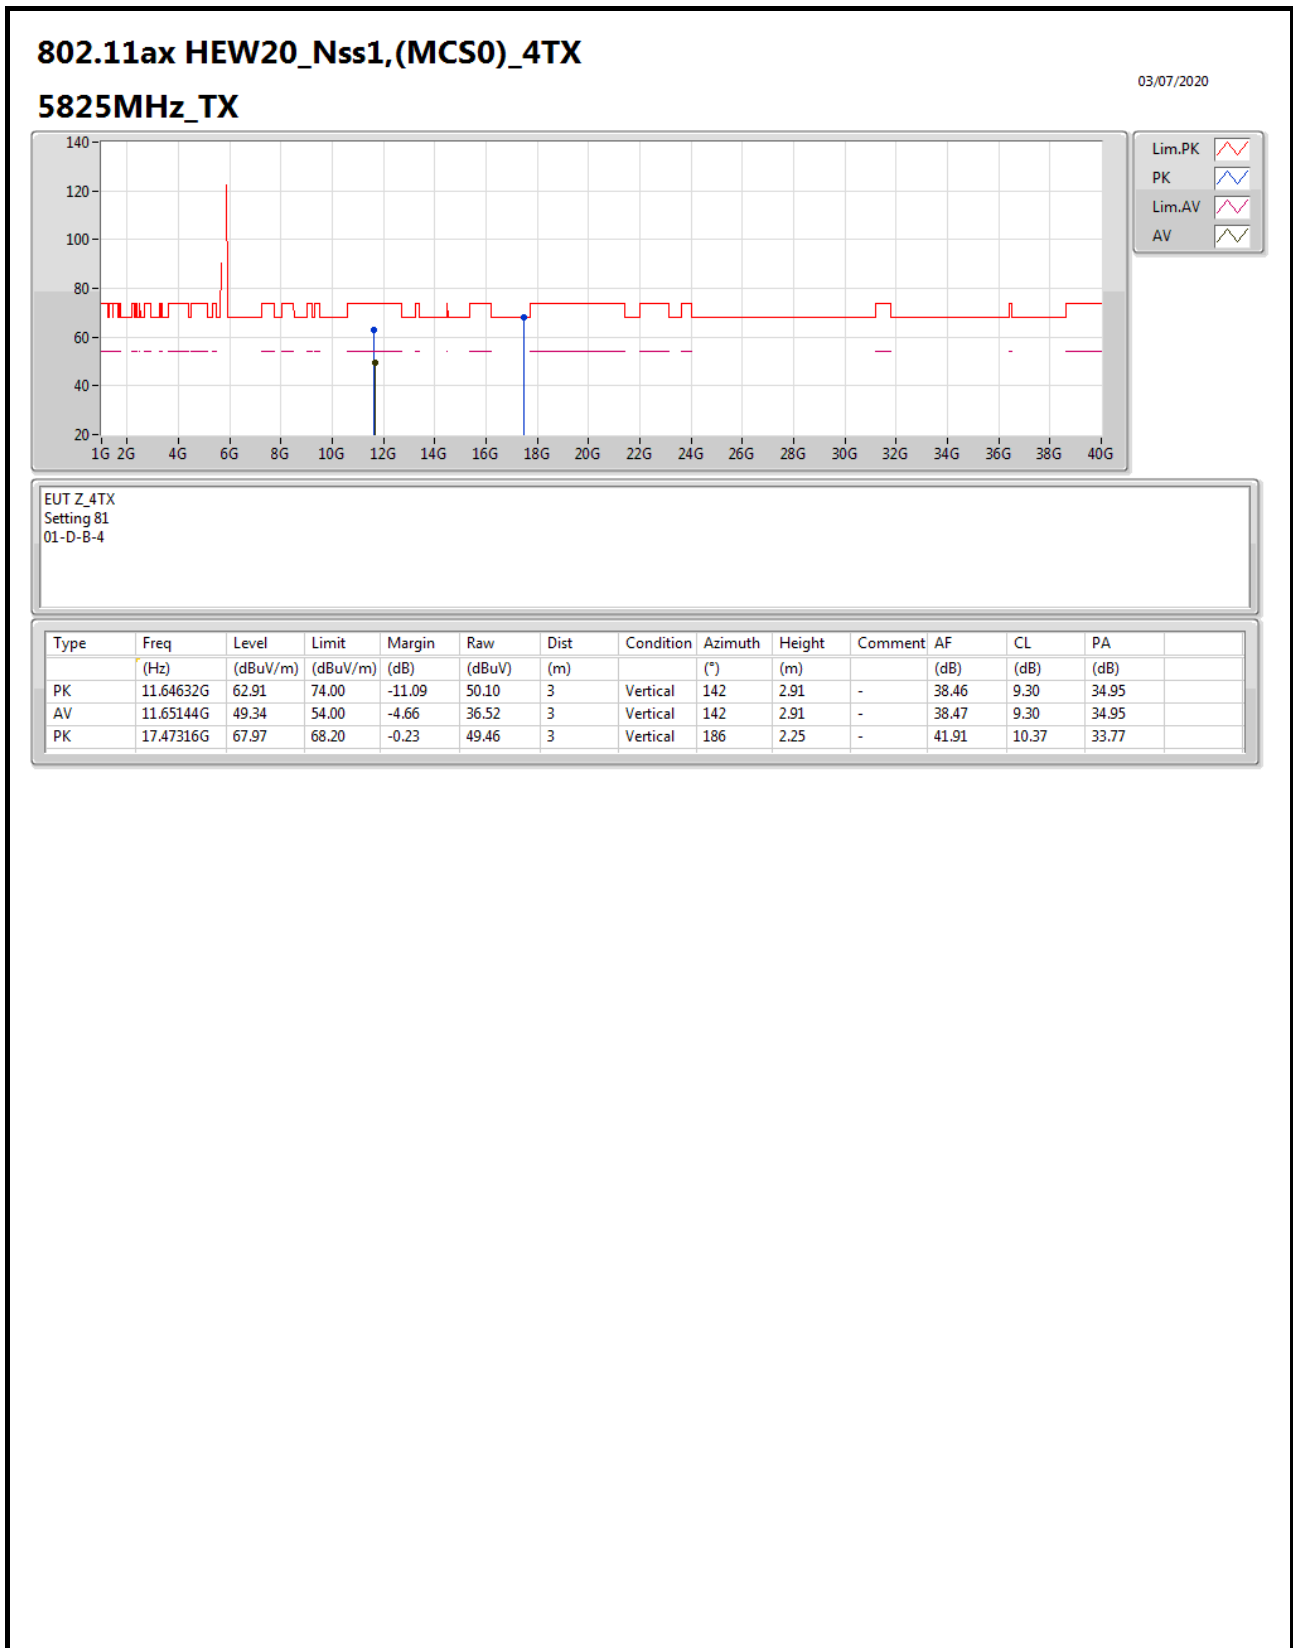 802.11ax HEW20_Nss1,(MCS0)_4TX
03/07/2020
5825MHz_TX
140
120
100
80
60
40
20
1G 2G 4G 6G 8G 10G 12G 14G 16G 18G 20G 22G 24G 26G 28G 30G 32G 34G 36G 38G 40G
Lim.PK
PK
Lim.AV
AV
EUT Z_4TX
Setting 81
01-D-B-4
Type Freq Level Limit Margin Raw Dist Condition Azimuth Height Comment AF CL PA
(Hz) (dBuV/m) (dBuV/m) (dB) (dBuV) (m) (°) (m) (dB) (dB) (dB)
PK 11.64632G 62.91 74.00 -11.09 50.10 3 Vertical 142 2.91 - 38.46 9.30 34.95
AV 11.65144G 49.34 54.00 -4.66 36.52 3 Vertical 142 2.91 - 38.47 9.30 34.95
PK 17.47316G 67.97 68.20 -0.23 49.46 3 Vertical 186 2.25 - 41.91 10.37 33.77